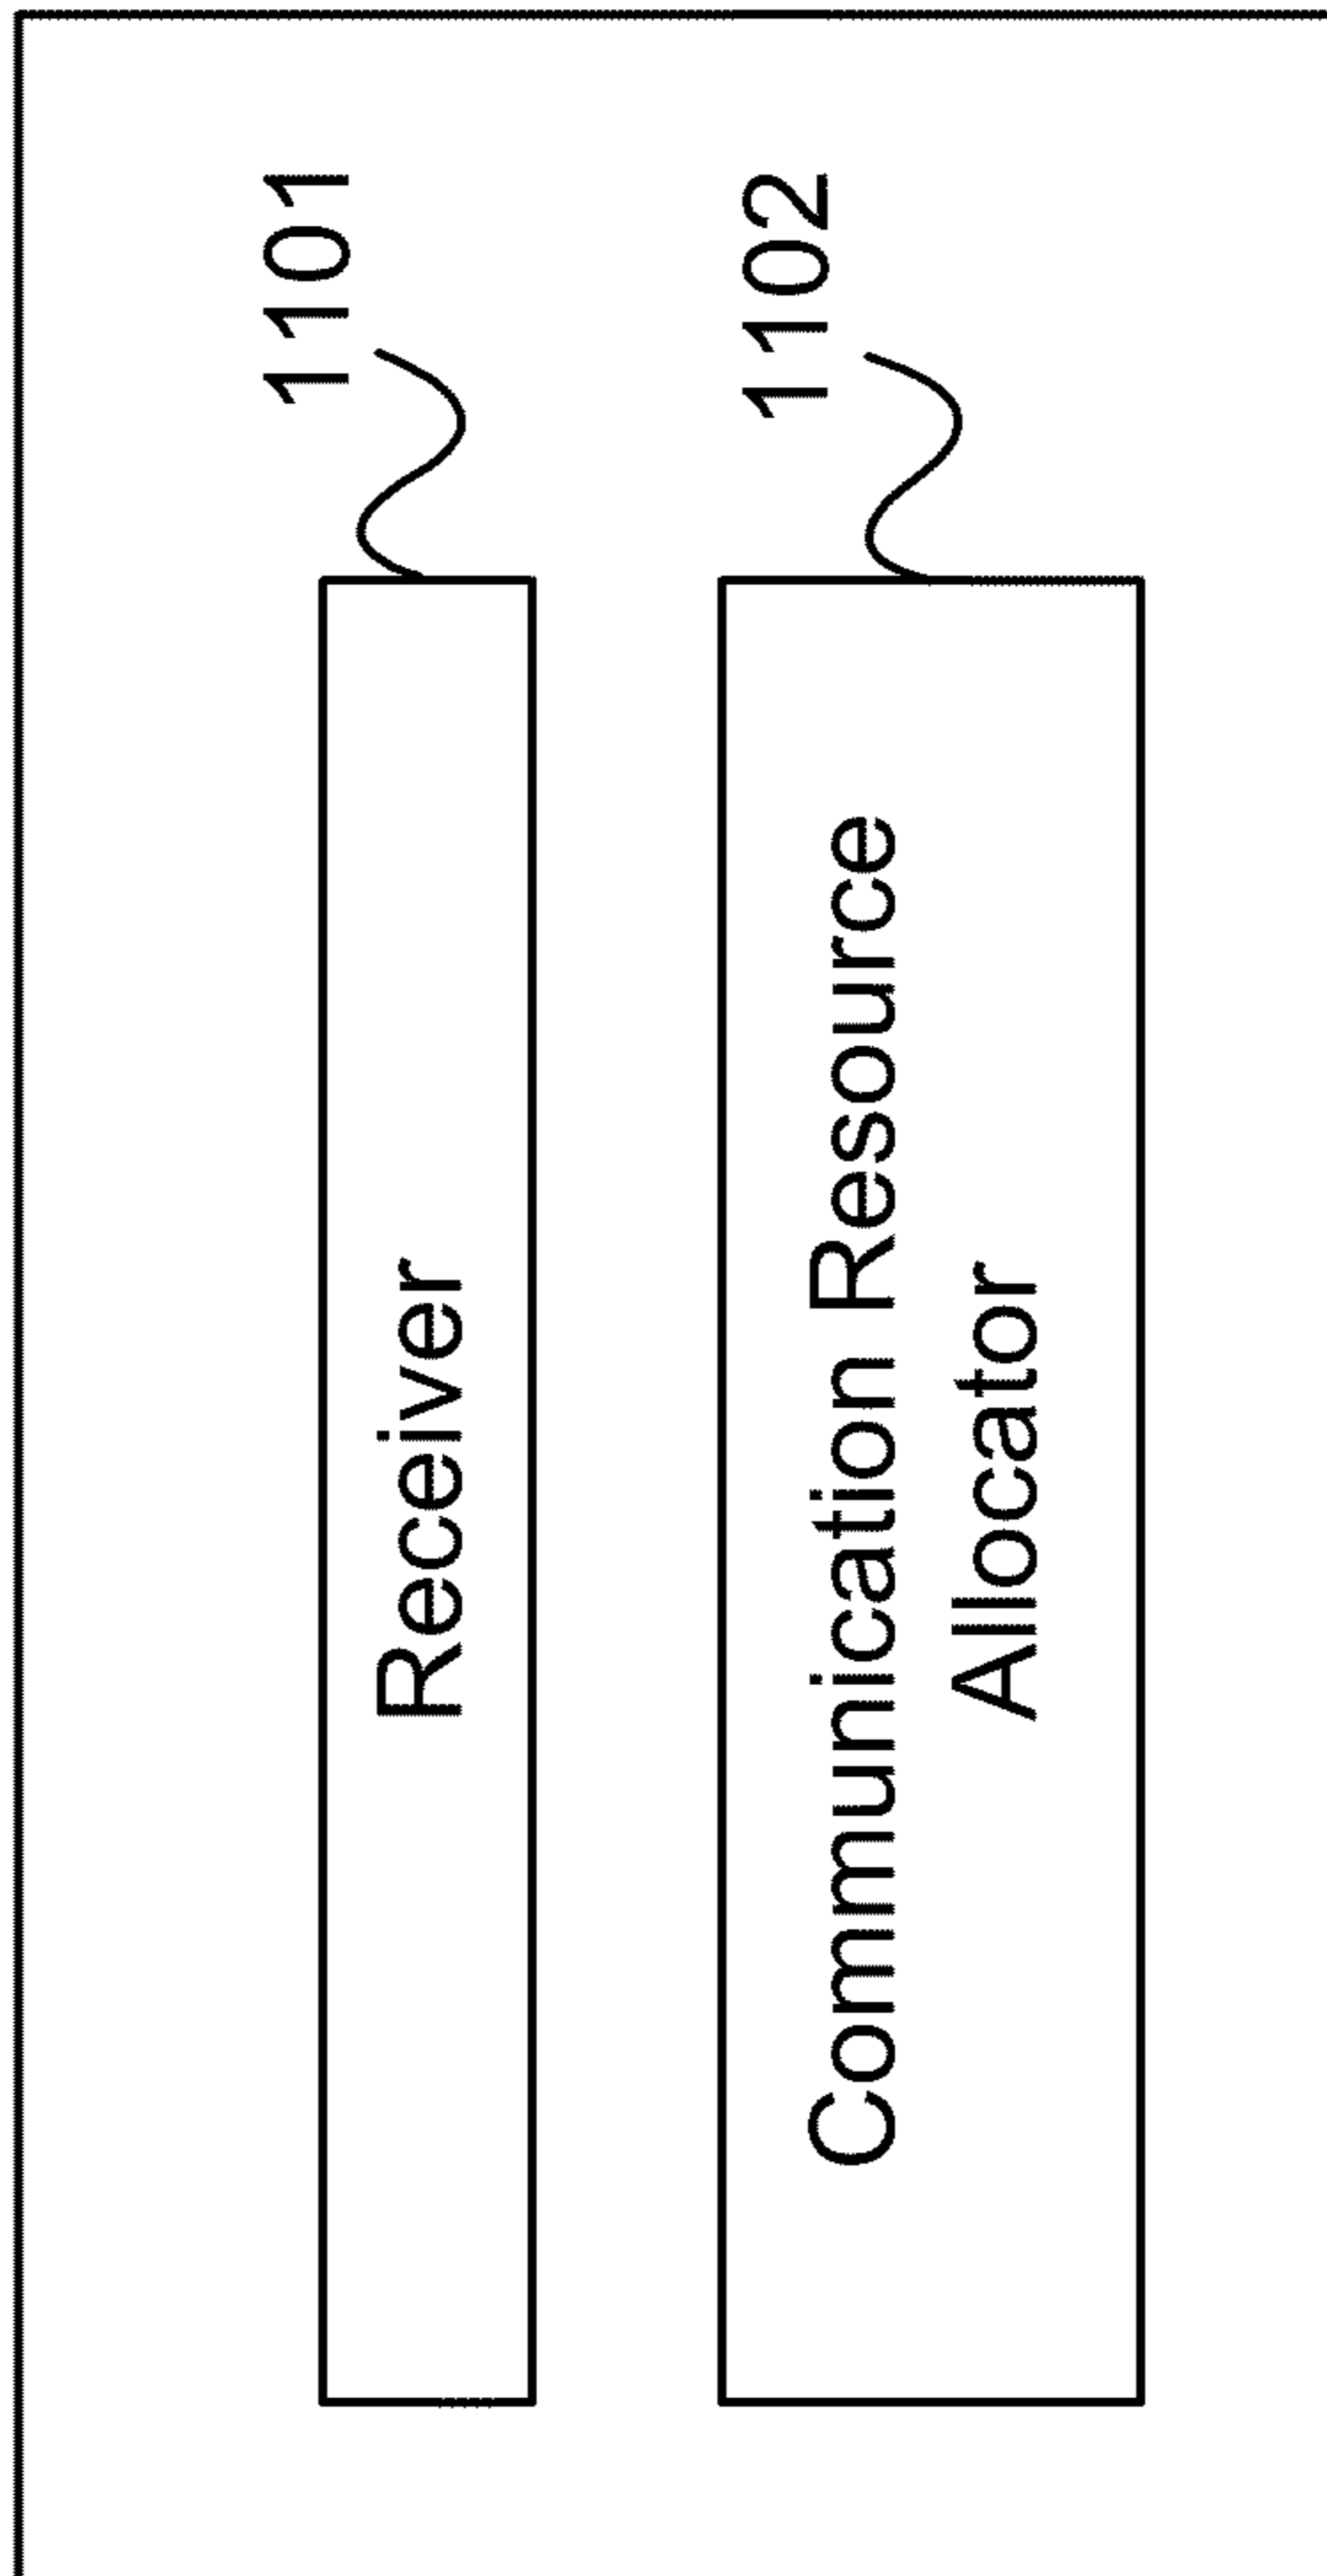 1101
Receiver
1102
Communication Resource
Allocator